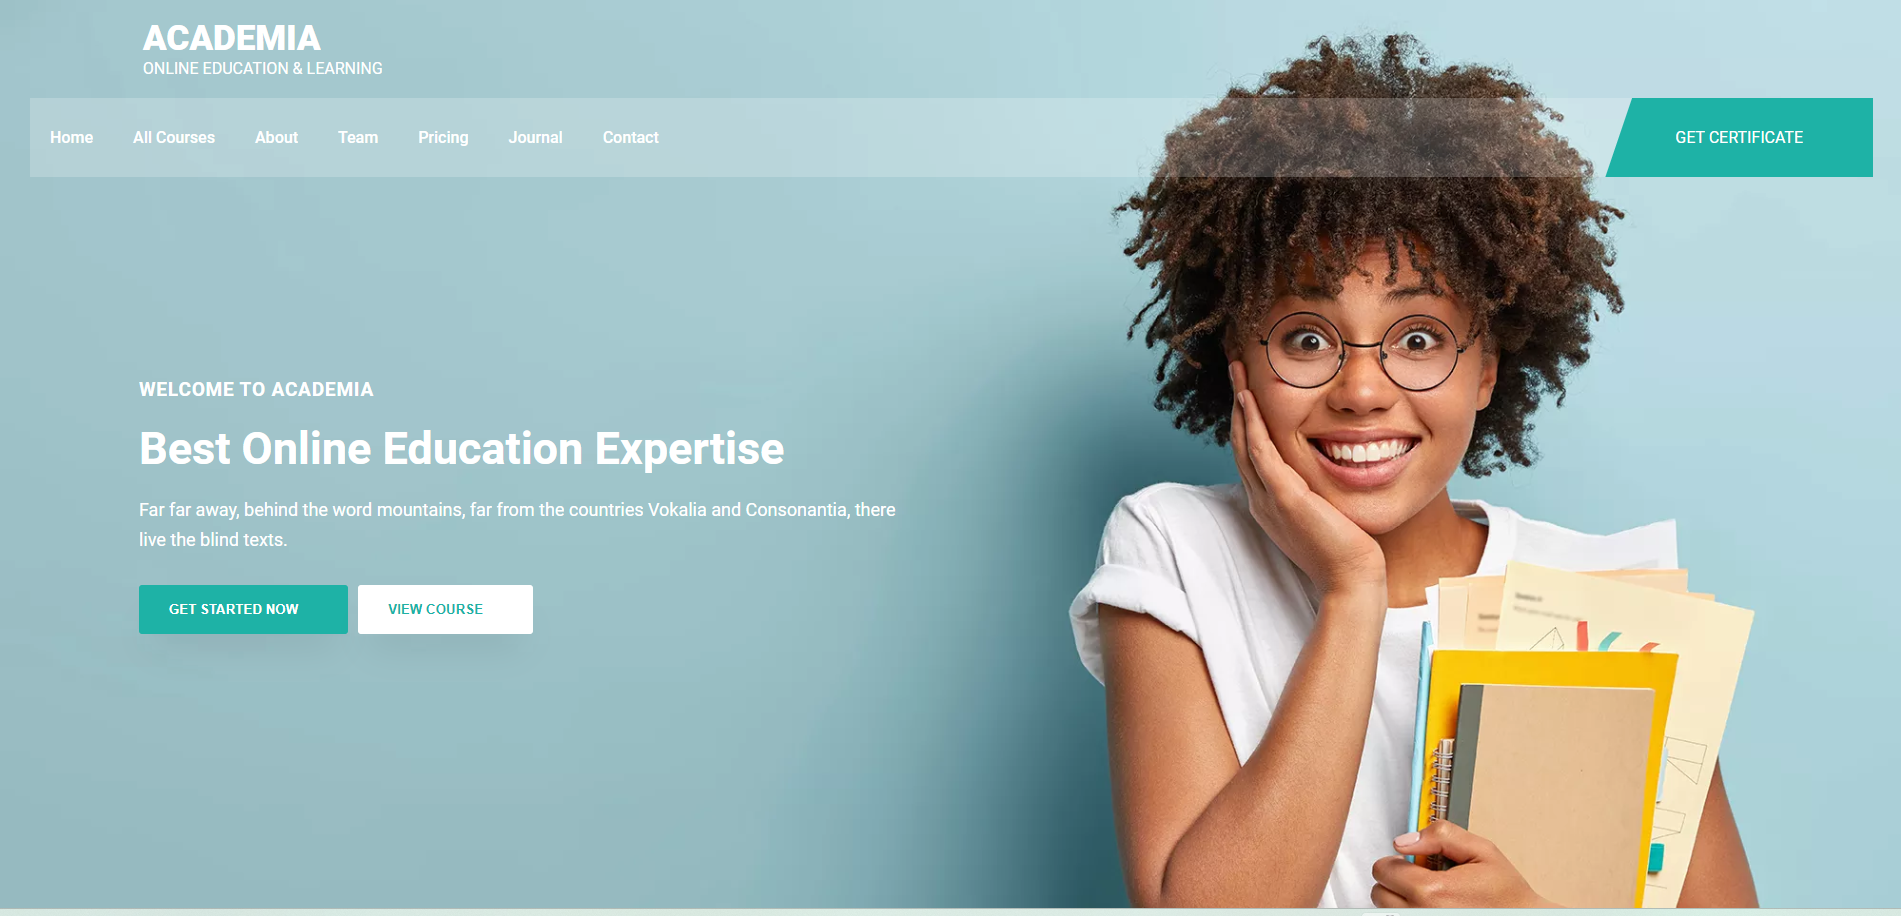 ACADEMIA
ONLINE EDUCATION & LEARNING
Home All Courses About Team Pricing Journal Contact GET CERTIFICATE
WELCOME TO ACADEMIA
Best Online Education Expertise
Far far away, behind the word mountains, far from the countries Vokalia and Consonantia, there
live the blind texts.
GET STARTED NOW VIEW COURSE